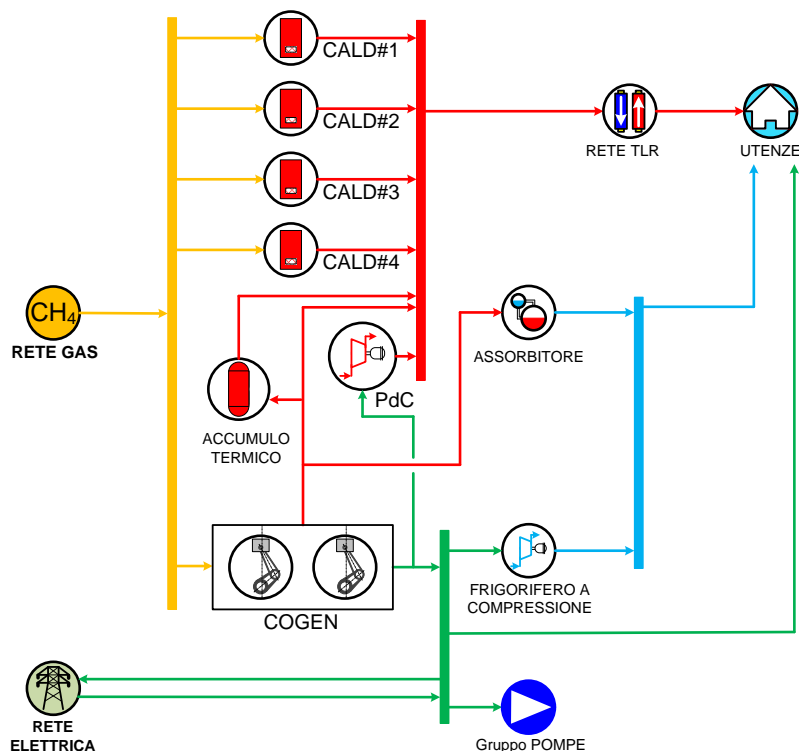 CALD#1
CALD#2
RETE TLR
UTENZE
CALD#3
CALD#4
CH₄
RETE GAS
ASSORBITORE
PdC
ACCUMULO
TERMICO
COGEN
FRIGORIFERO A
COMPRESSIONE
RETE
ELETTRICA
Gruppo POMPE